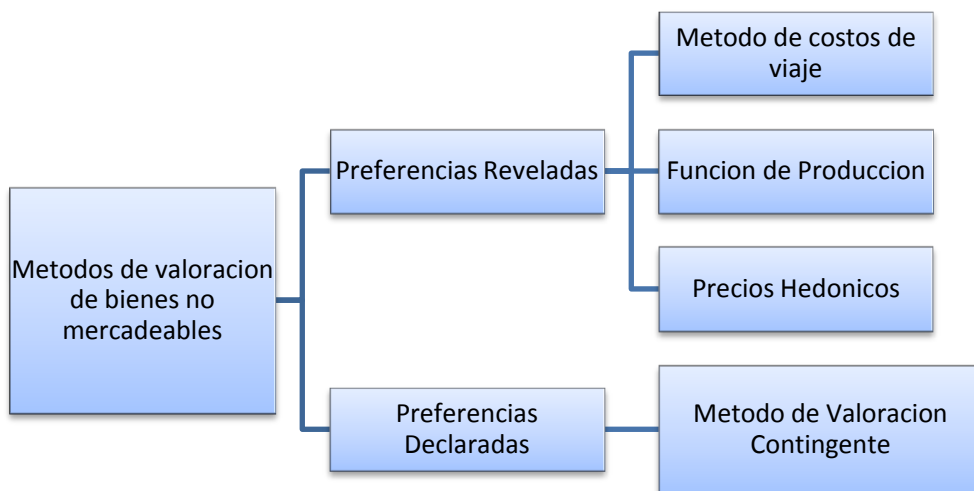 Metodos de valoracion
de bienes no
mercadeables
Preferencias Reveladas
Metodo de costos de
viaje
Funcion de Produccion
Precios Hedonicos
Preferencias
Declaradas
Metodo de Valoracion
Contingente